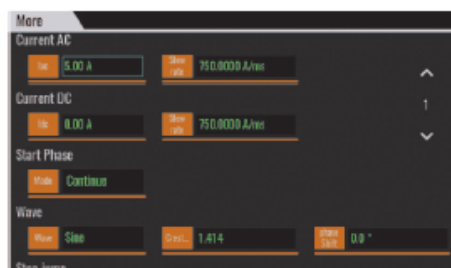 More
Current AC
Iac 5.00 A Slew rate 750.0000 A/ms
Current DC
Idc 0.00 A Slew rate 750.0000 A/ms
1
Start Phase
Mode Continue
Wave
Wave Sine Crest... 1.414 phase Shift 0.0 °